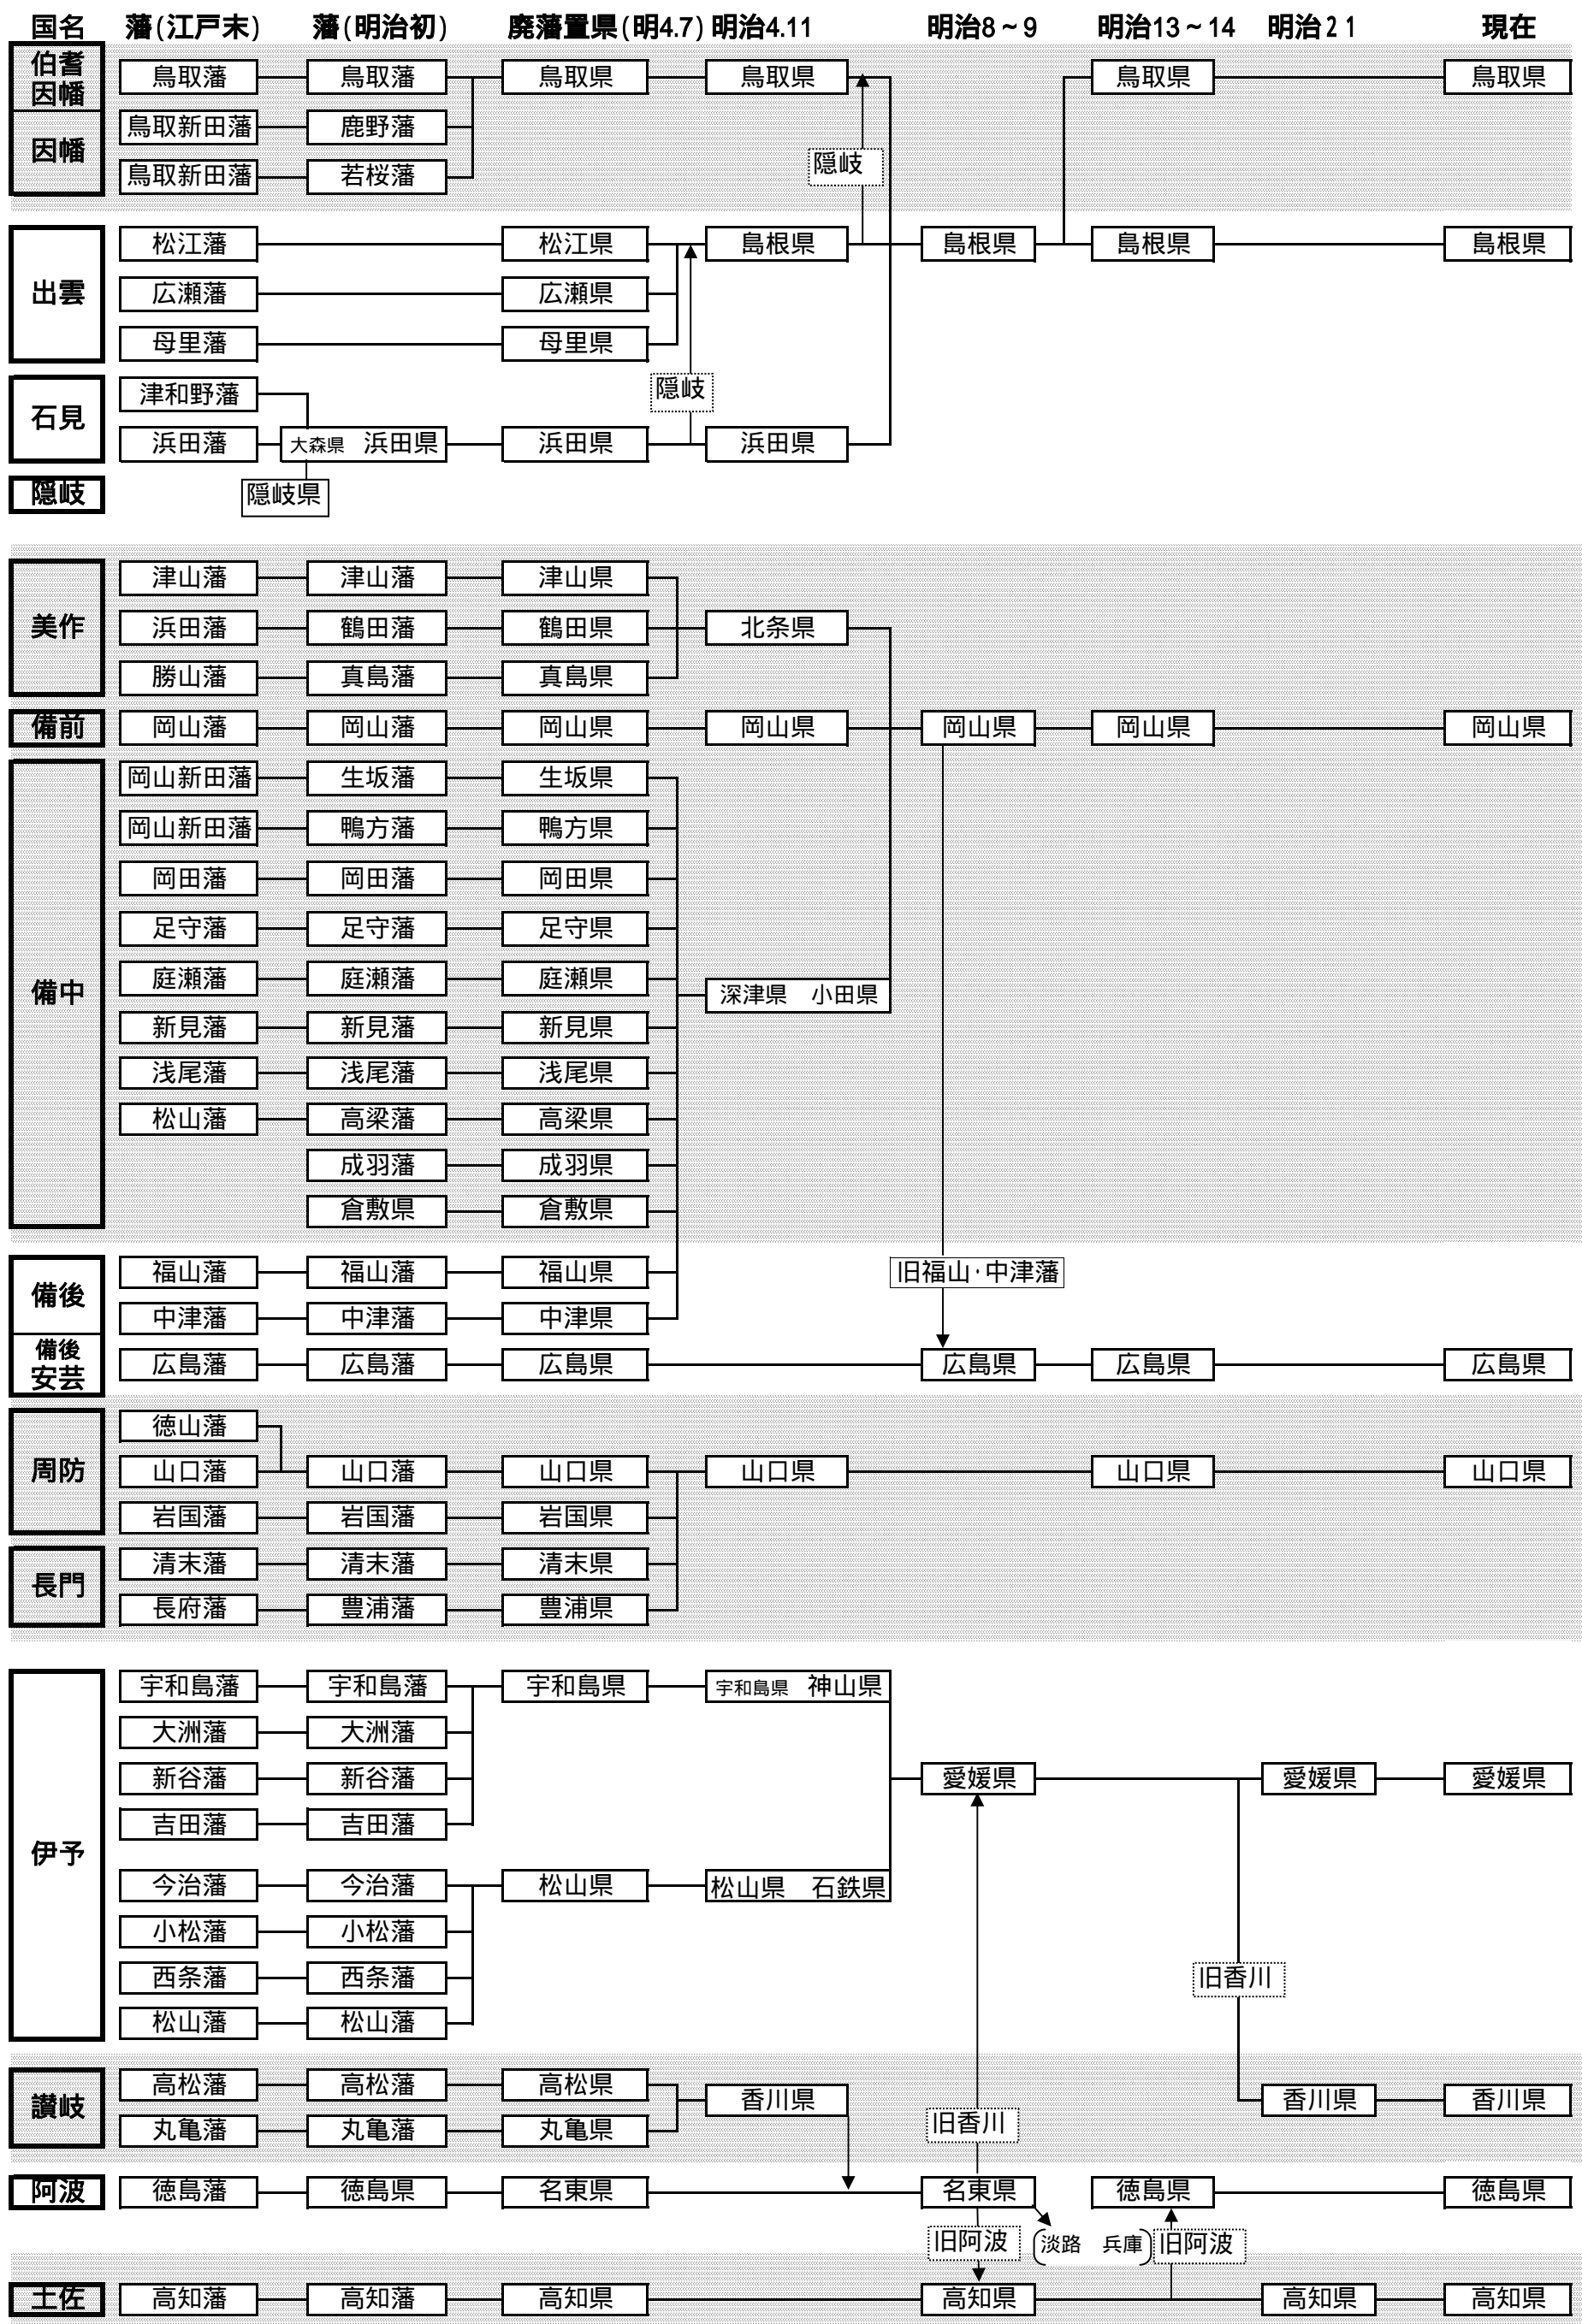 国名 藩(江戸末) 藩(明治初) 廃藩置県(明4.7) 明治4.11 明治8~9 明治13~14 明治21 現在
伯耆
因幡
鳥取藩 鳥取藩 鳥取県 鳥取県 鳥取県 鳥取県
因幡
鳥取新田藩 鹿野藩
隠岐
鳥取新田藩 若桜藩
出雲
松江藩 松江県 島根県 島根県 島根県 島根県
広瀬藩 広瀬県
母里藩 母里県
石見
津和野藩
隠岐
浜田藩 大森県 浜田県 浜田県 浜田県
隠岐
隠岐県
美作
津山藩 津山藩 津山県
浜田藩 鶴田藩 鶴田県 北条県
勝山藩 真島藩 真島県
備前
岡山藩 岡山藩 岡山県 岡山県 岡山県 岡山県 岡山県
備中
岡山新田藩 生坂藩 生坂県
岡山新田藩 鴨方藩 鴨方県
岡田藩 岡田藩 岡田県
足守藩 足守藩 足守県
庭瀬藩 庭瀬藩 庭瀬県
深津県 小田県
新見藩 新見藩 新見県
浅尾藩 浅尾藩 浅尾県
松山藩 高梁藩 高梁県
成羽藩 成羽県
倉敷県 倉敷県
備後
福山藩 福山藩 福山県
旧福山・中津藩
中津藩 中津藩 中津県
備後
安芸
広島藩 広島藩 広島県 広島県 広島県 広島県
周防
徳山藩
山口藩 山口藩 山口県 山口県 山口県 山口県
岩国藩 岩国藩 岩国県
長門
清末藩 清末藩 清末県
長府藩 豊浦藩 豊浦県
伊予
宇和島藩 宇和島藩 宇和島県 宇和島県 神山県
大洲藩 大洲藩
新谷藩 新谷藩 愛媛県 愛媛県 愛媛県
吉田藩 吉田藩
今治藩 今治藩 松山県 松山県 石鉄県
小松藩 小松藩
西条藩 西条藩 旧香川
松山藩 松山藩
讃岐
高松藩 高松藩 高松県
香川県 香川県 香川県
丸亀藩 丸亀藩 丸亀県
旧香川
阿波
徳島藩 徳島県 名東県 名東県 徳島県 徳島県
旧阿波 (淡路 兵庫) 旧阿波
土佐
高知藩 高知藩 高知県 高知県 高知県 高知県